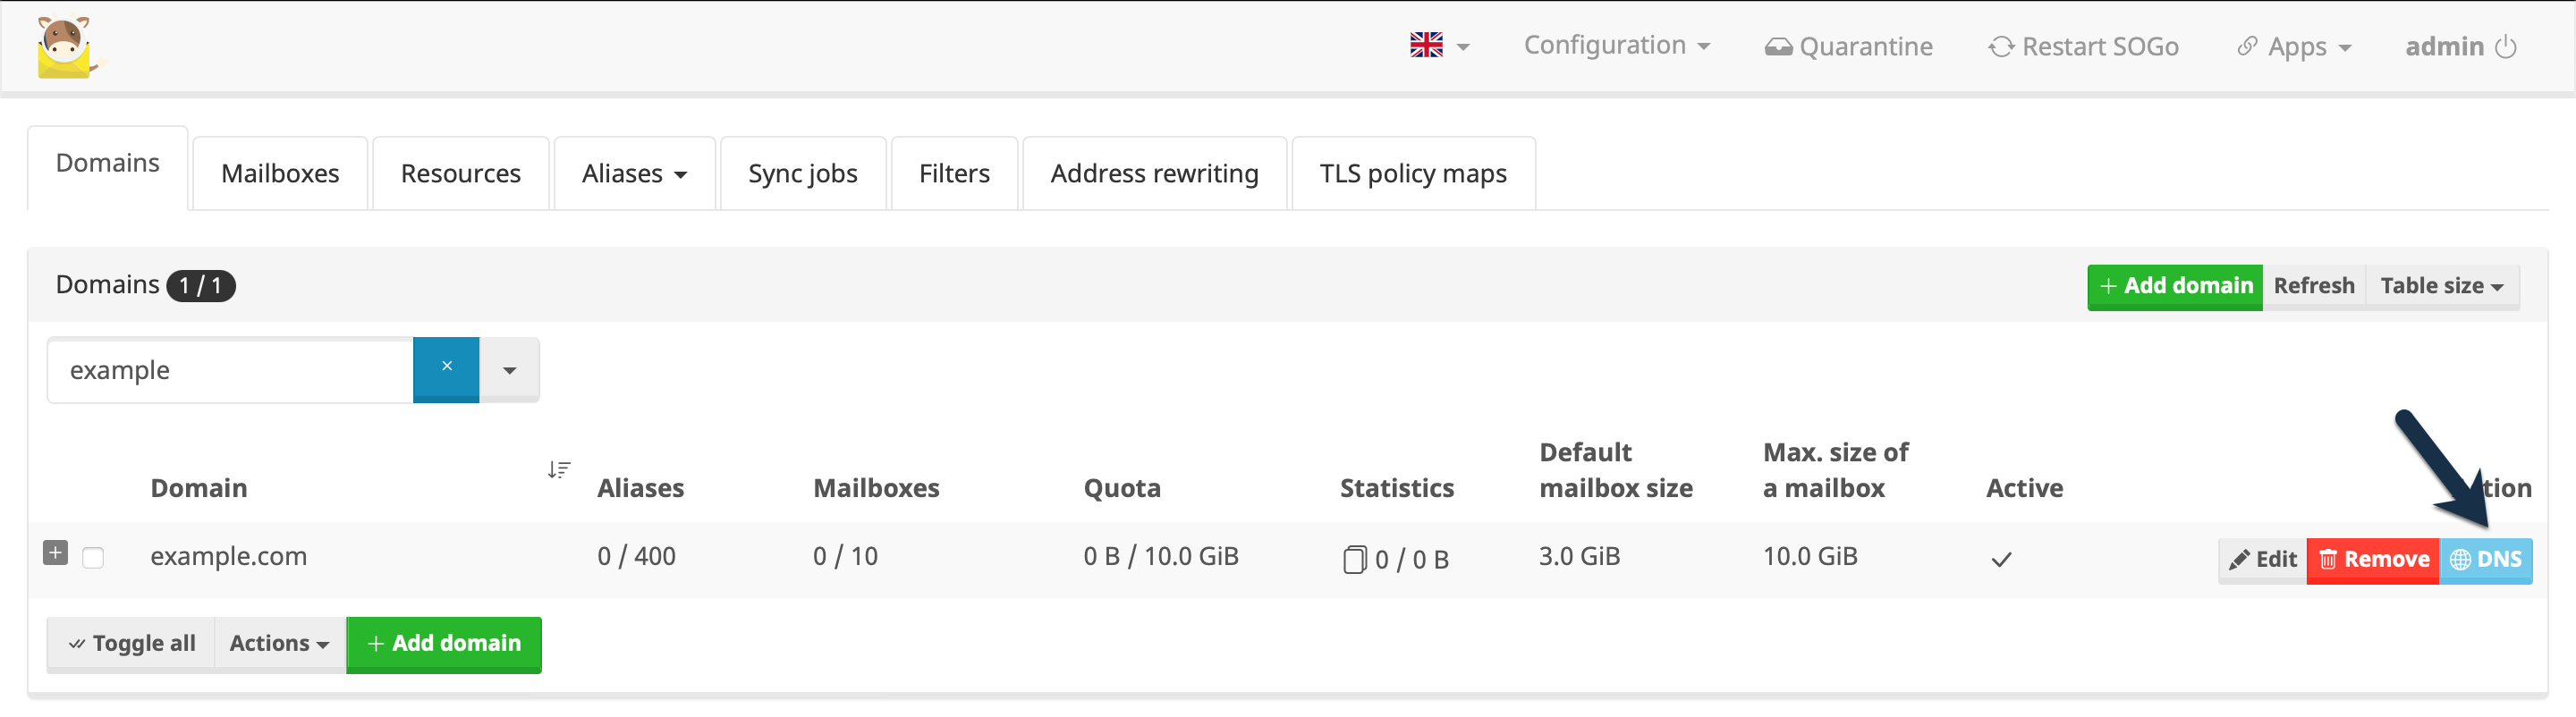 Configuration Quarantine Restart SOGo Apps admin
Domains Mailboxes Resources Aliases Sync jobs Filters Address rewriting TLS policy maps
Domains 1 / 1 + Add domain Refresh Table size
example ×
Domain Aliases Mailboxes Quota Statistics Default mailbox size Max. size of a mailbox Active tion
example.com 0 / 400 0 / 10 0 B / 10.0 GiB 0 / 0 B 3.0 GiB 10.0 GiB ✓ Edit Remove DNS
Toggle all Actions + Add domain